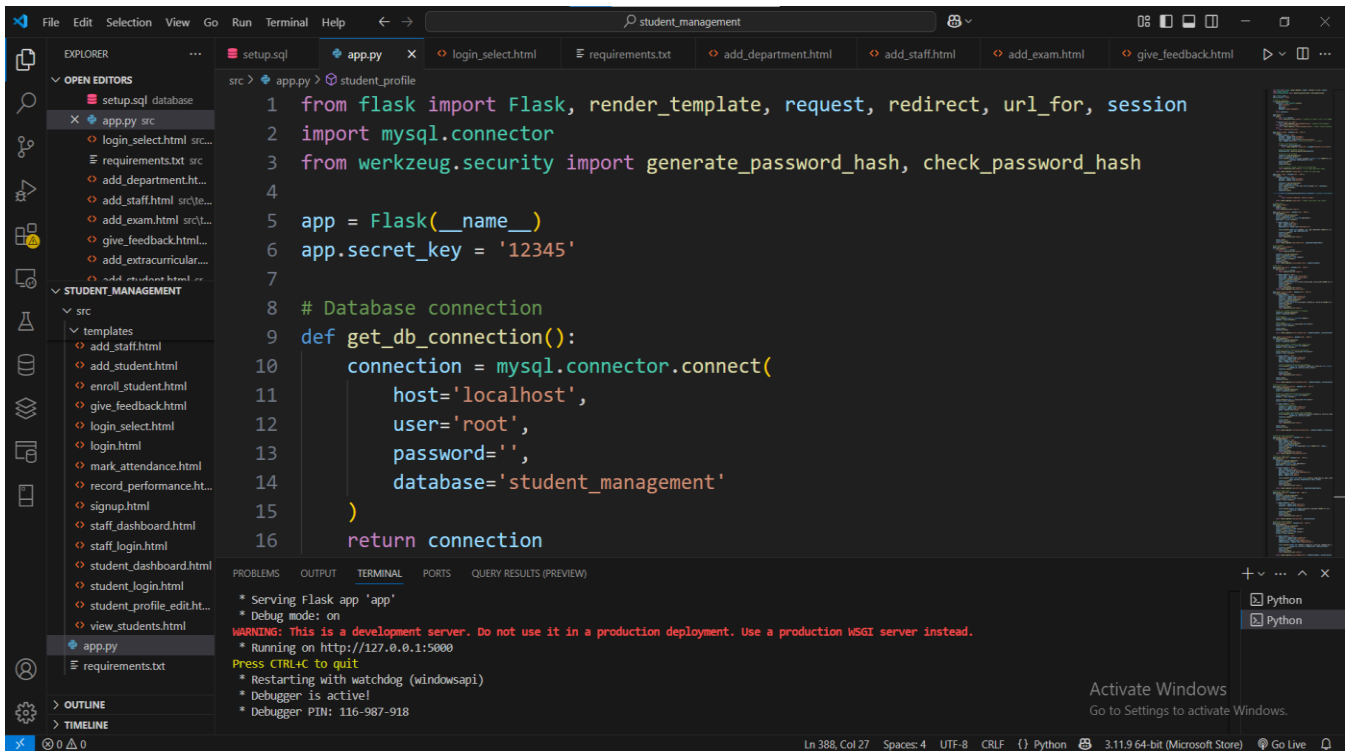 File Edit Selection View Go Run Terminal Help
student_management
EXPLORER
OPEN EDITORS
setup.sql database
app.py src
login_select.html src...
requirements.txt src
add_department.ht...
add_staff.html src\te...
add_exam.html src\t...
give_feedback.html...
add_extracurricular....
STUDENT_MANAGEMENT
src
templates
add_staff.html
add_student.html
enroll_student.html
give_feedback.html
login_select.html
login.html
mark_attendance.html
record_performance.ht...
signup.html
staff_dashboard.html
staff_login.html
student_dashboard.html
student_login.html
student_profile_edit.ht...
view_students.html
app.py
requirements.txt
OUTLINE
TIMELINE
setup.sql app.py login_select.html requirements.txt add_department.html add_staff.html add_exam.html give_feedback.html
src > app.py > student_profile
1 from flask import Flask, render_template, request, redirect, url_for, session
2 import mysql.connector
3 from werkzeug.security import generate_password_hash, check_password_hash
4
5 app = Flask(__name__)
6 app.secret_key = '12345'
7
8 # Database connection
9 def get_db_connection():
10 connection = mysql.connector.connect(
11 host='localhost',
12 user='root',
13 password='',
14 database='student_management'
15 )
16 return connection
PROBLEMS OUTPUT TERMINAL PORTS QUERY RESULTS (PREVIEW)
* Serving Flask app 'app'
* Debug mode: on
WARNING: This is a development server. Do not use it in a production deployment. Use a production WSGI server instead.
* Running on http://127.0.0.1:5000
Press CTRL+C to quit
* Restarting with watchdog (windowsapi)
* Debugger is active!
* Debugger PIN: 116-987-918
Python
Python
Activate Windows
Go to Settings to activate Windows.
0 0 Ln 388, Col 27 Spaces: 4 UTF-8 CRLF {} Python 3.11.9 64-bit (Microsoft Store) Go Live